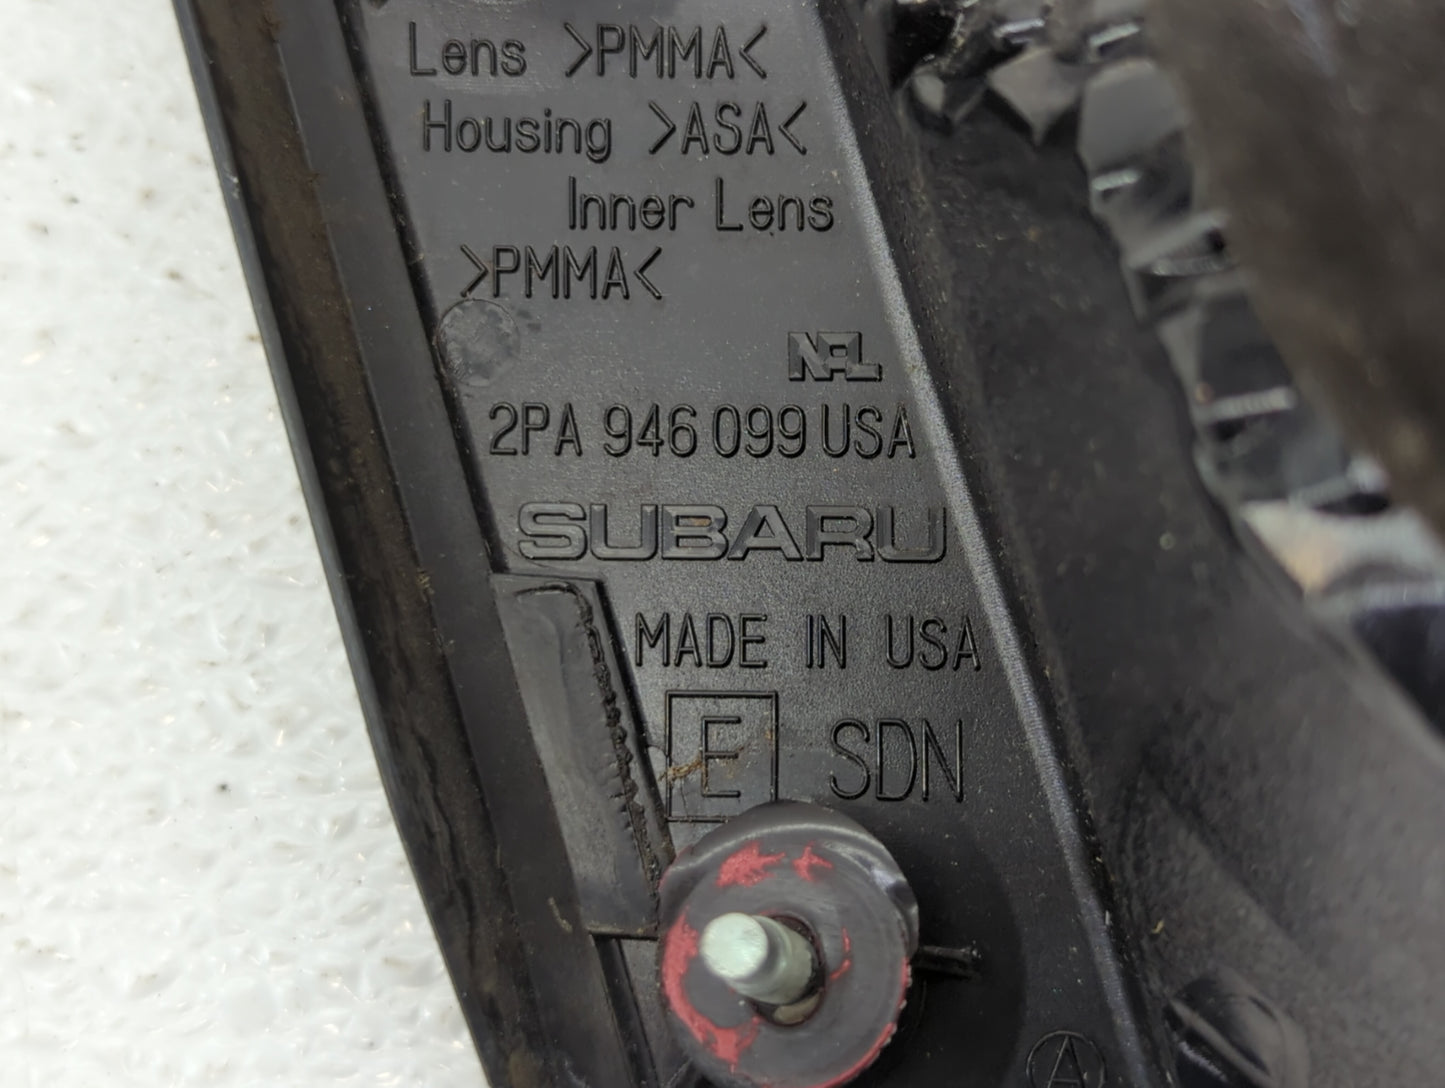 Lens >PMMA<
Housing >ASA<
Inner Lens
>PMMA<
NAL
2PA 946 099 USA
SUBARU
MADE IN USA
E SDN
A